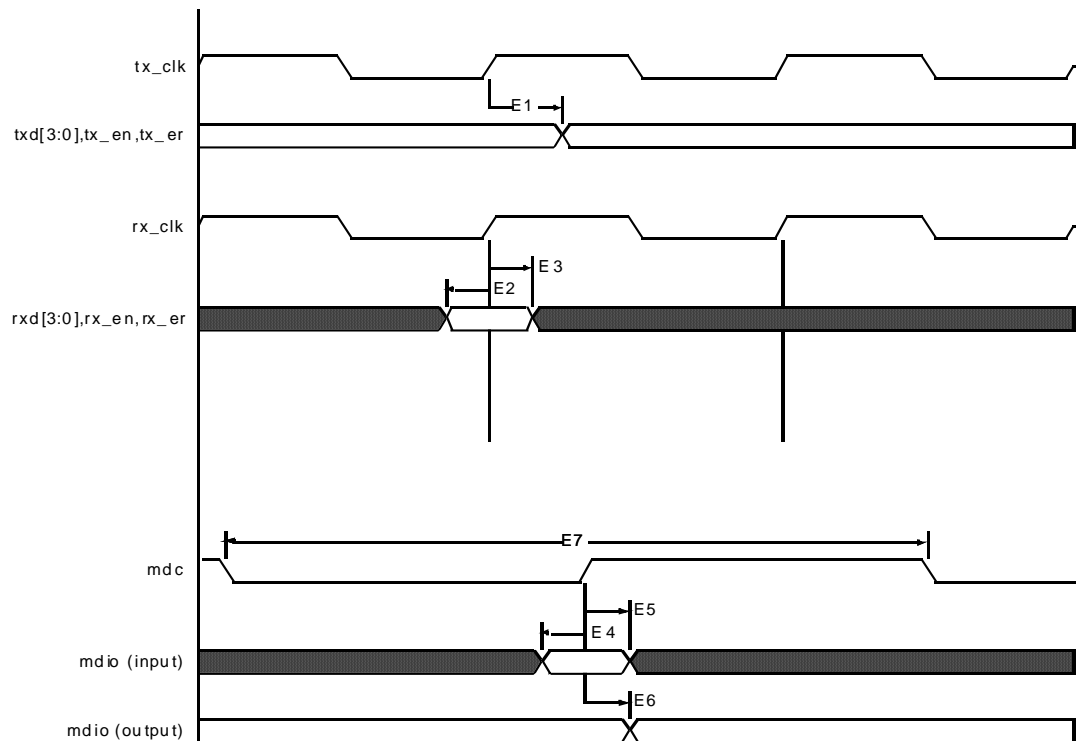 tx_clk
E1
txd[3:0],tx_en,tx_er
rx_clk
E3
E2
rxd[3:0],rx_en,rx_er
E7
mdc
E5
E4
mdio (input)
E6
mdio (output)